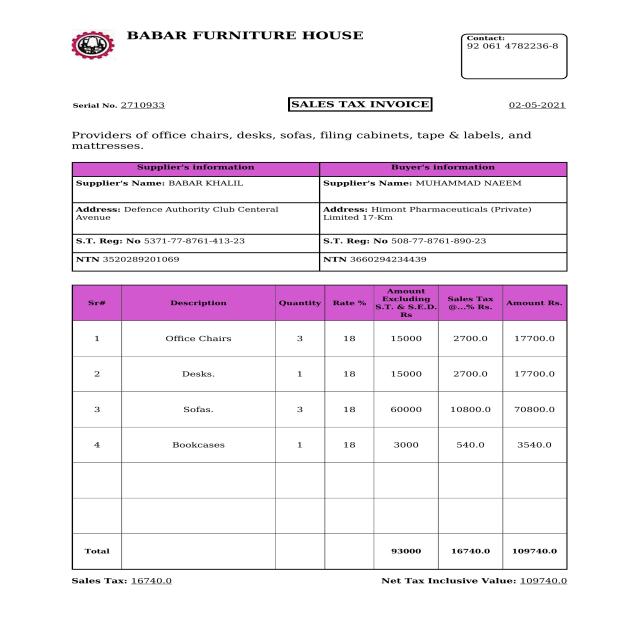 BABAR FURNITURE HOUSE
Contact:
92 061 4782236-8
Serial No. 2710933
SALES TAX INVOICE
02-05-2021
Providers of office chairs, desks, sofas, filing cabinets, tape & labels, and
mattresses.
Supplier's information Buyer's information
Supplier's Name: BABAR KHALIL Supplier's Name: MUHAMMAD NAEEM
Address: Defence Authority Club Centeral
Avenue
Address: Himont Pharmaceuticals (Private)
Limited 17-Km
S.T. Reg: No 5371-77-8761-413-23 S.T. Reg: No 508-77-8761-890-23
NTN 3520289201069 NTN 3660294234439
Sr# Description Quantity Rate % Amount Excluding S.T. & S.E.D. Rs Sales Tax @...% Rs. Amount Rs.
1 Office Chairs 3 18 15000 2700.0 17700.0
2 Desks. 1 18 15000 2700.0 17700.0
3 Sofas. 3 18 60000 10800.0 70800.0
4 Bookcases 1 18 3000 540.0 3540.0
Total 93000 16740.0 109740.0
Sales Tax: 16740.0 Net Tax Inclusive Value: 109740.0